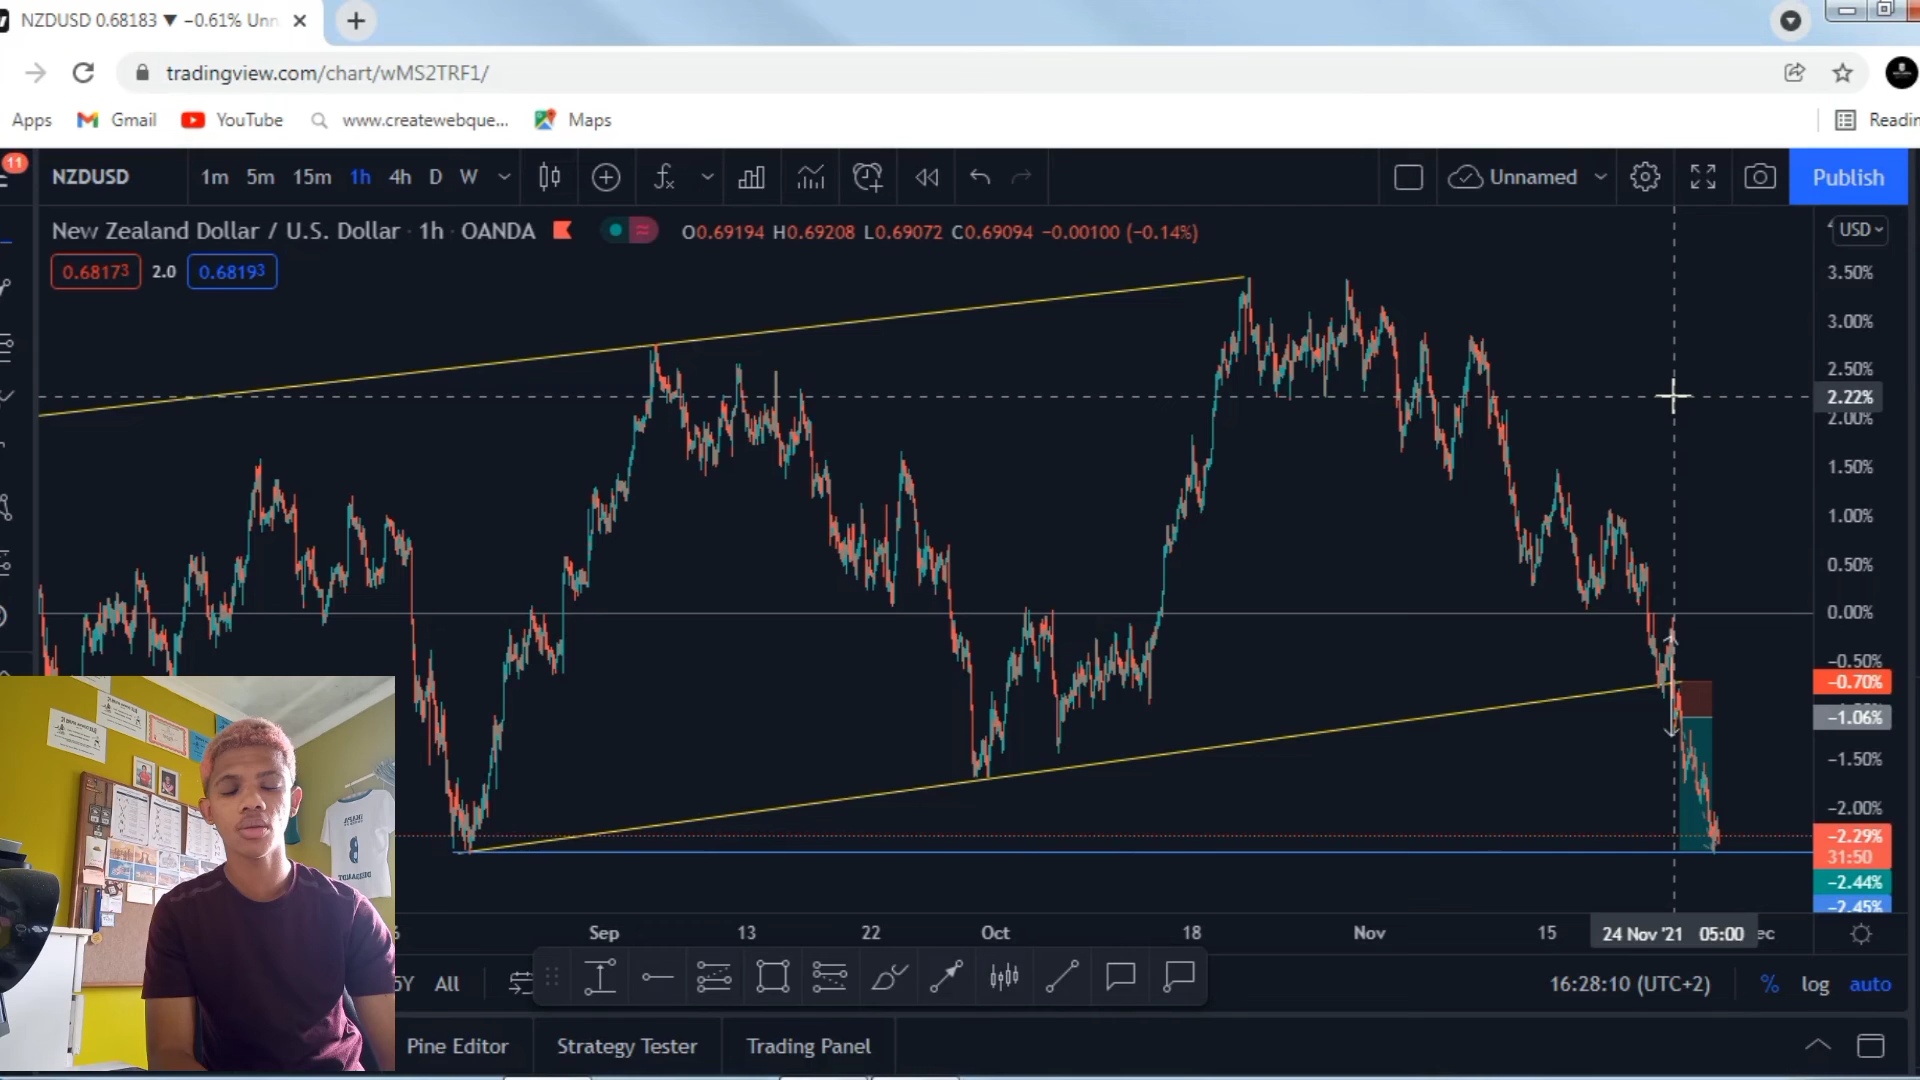 NZDUSD 0.68183 ▼ −0.61% Unn
tradingview.com/chart/wMS2TRF1/
Apps Gmail YouTube www.createwebque... Maps Readin
11
NZDUSD 1m 5m 15m 1h 4h D W Unnamed Publish
New Zealand Dollar / U.S. Dollar · 1h · OANDA O0.69194 H0.69208 L0.69072 C0.69094 −0.00100 (−0.14%)
USD
0.68173 2.0 0.68193
3.50%
3.00%
2.50%
2.22%
2.00%
1.50%
1.00%
0.50%
0.00%
−0.50%
−0.70%
−1.06%
−1.50%
−2.00%
−2.29%
31:50
−2.44%
−2.45%
Sep 13 22 Oct 18 Nov 15 24 Nov '21 05:00 ec
5Y All 16:28:10 (UTC+2) % log auto
Pine Editor Strategy Tester Trading Panel